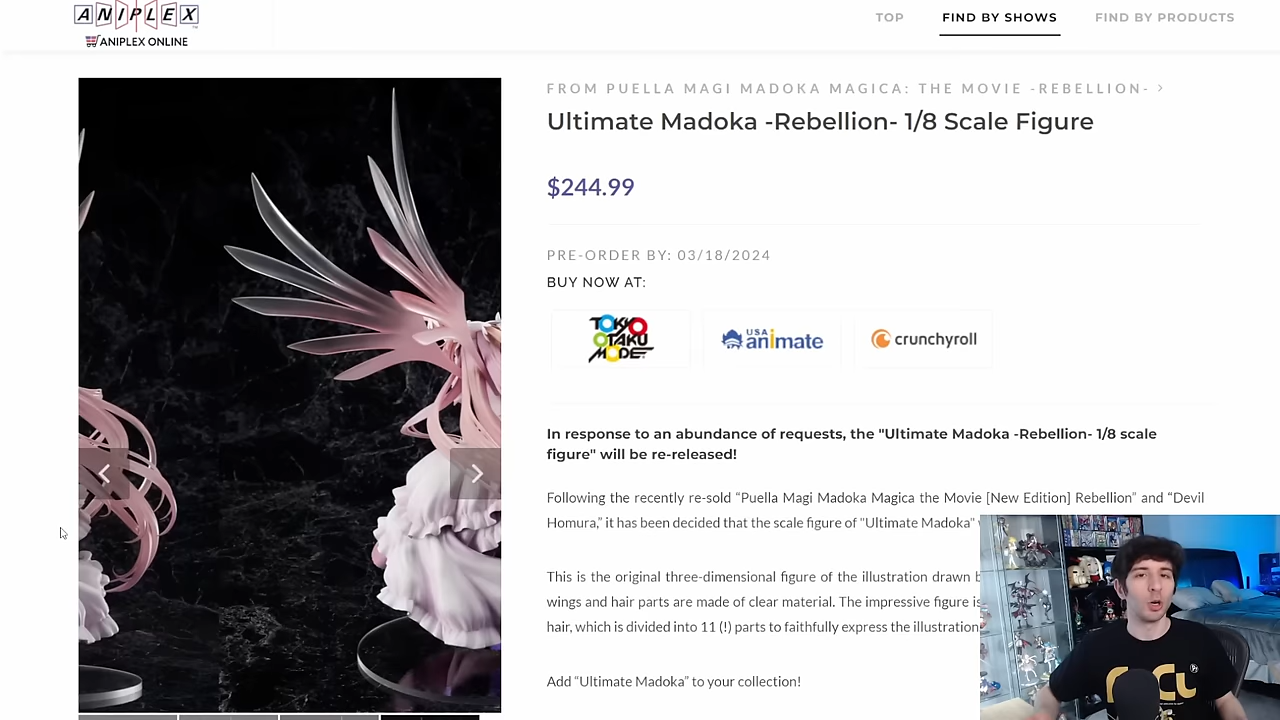 ANIPLEX
ANIPLEX ONLINE
TOP
FIND BY SHOWS
FIND BY PRODUCTS
FROM PUELLA MAGI MADOKA MAGICA: THE MOVIE -REBELLION- >
Ultimate Madoka -Rebellion- 1/8 Scale Figure
$244.99
PRE-ORDER BY: 03/18/2024
BUY NOW AT:
TOKYO OTAKU MODE
USA animate
crunchyroll
In response to an abundance of requests, the "Ultimate Madoka -Rebellion- 1/8 scale
figure" will be re-released!
Following the recently re-sold “Puella Magi Madoka Magica the Movie [New Edition] Rebellion” and “Devil
Homura,” it has been decided that the scale figure of "Ultimate Madoka"
This is the original three-dimensional figure of the illustration drawn
wings and hair parts are made of clear material. The impressive figure is
hair, which is divided into 11 (!) parts to faithfully express the illustration
Add “Ultimate Madoka” to your collection!